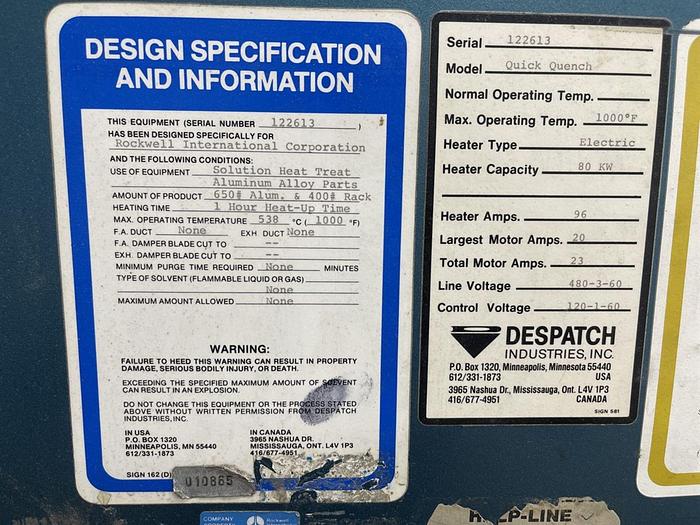 DESIGN SPECIFICATION
AND INFORMATION
THIS EQUIPMENT (SERIAL NUMBER 122613 )
HAS BEEN DESIGNED SPECIFICALLY FOR
Rockwell International Corporation
AND THE FOLLOWING CONDITIONS:
USE OF EQUIPMENT Solution Heat Treat
Aluminum Alloy Parts
AMOUNT OF PRODUCT 650# Alum. & 400# Rack
HEATING TIME 1 Hour Heat-Up Time
MAX. OPERATING TEMPERATURE 538 °C ( 1000 °F)
F.A. DUCT None EXH DUCT None
F.A. DAMPER BLADE CUT TO --
EXH. DAMPER BLADE CUT TO --
MINIMUM PURGE TIME REQUIRED None MINUTES
TYPE OF SOLVENT (FLAMMABLE LIQUID OR GAS)
None
MAXIMUM AMOUNT ALLOWED None
WARNING:
FAILURE TO HEED THIS WARNING CAN RESULT IN PROPERTY
DAMAGE, SERIOUS BODILY INJURY, OR DEATH.
EXCEEDING THE SPECIFIED MAXIMUM AMOUNT OF SOLVENT
CAN RESULT IN AN EXPLOSION.
DO NOT CHANGE THIS EQUIPMENT OR THE PROCESS STATED
ABOVE WITHOUT WRITTEN PERMISSION FROM DESPATCH
INDUSTRIES, INC.
IN USA
P.O. BOX 1320
MINNEAPOLIS, MN 55440
612/331-1873
IN CANADA
3965 NASHUA DR.
MISSISSAUGA, ONT. L4V 1P3
416/677-4951
SIGN 162 (D)
010865
COMPANY
Rockwell
Serial 122613
Model Quick Quench
Normal Operating Temp.
Max. Operating Temp. 1000°F
Heater Type Electric
Heater Capacity 80 KW
Heater Amps. 96
Largest Motor Amps. 20
Total Motor Amps. 23
Line Voltage 480-3-60
Control Voltage 120-1-60
DESPATCH
INDUSTRIES, INC.
P.O. Box 1320, Minneapolis, Minnesota 55440
612/331-1873 USA
3965 Nashua Dr., Mississauga, Ont. L4V 1P3
416/677-4951 CANADA
SIGN 581
HELP-LINE